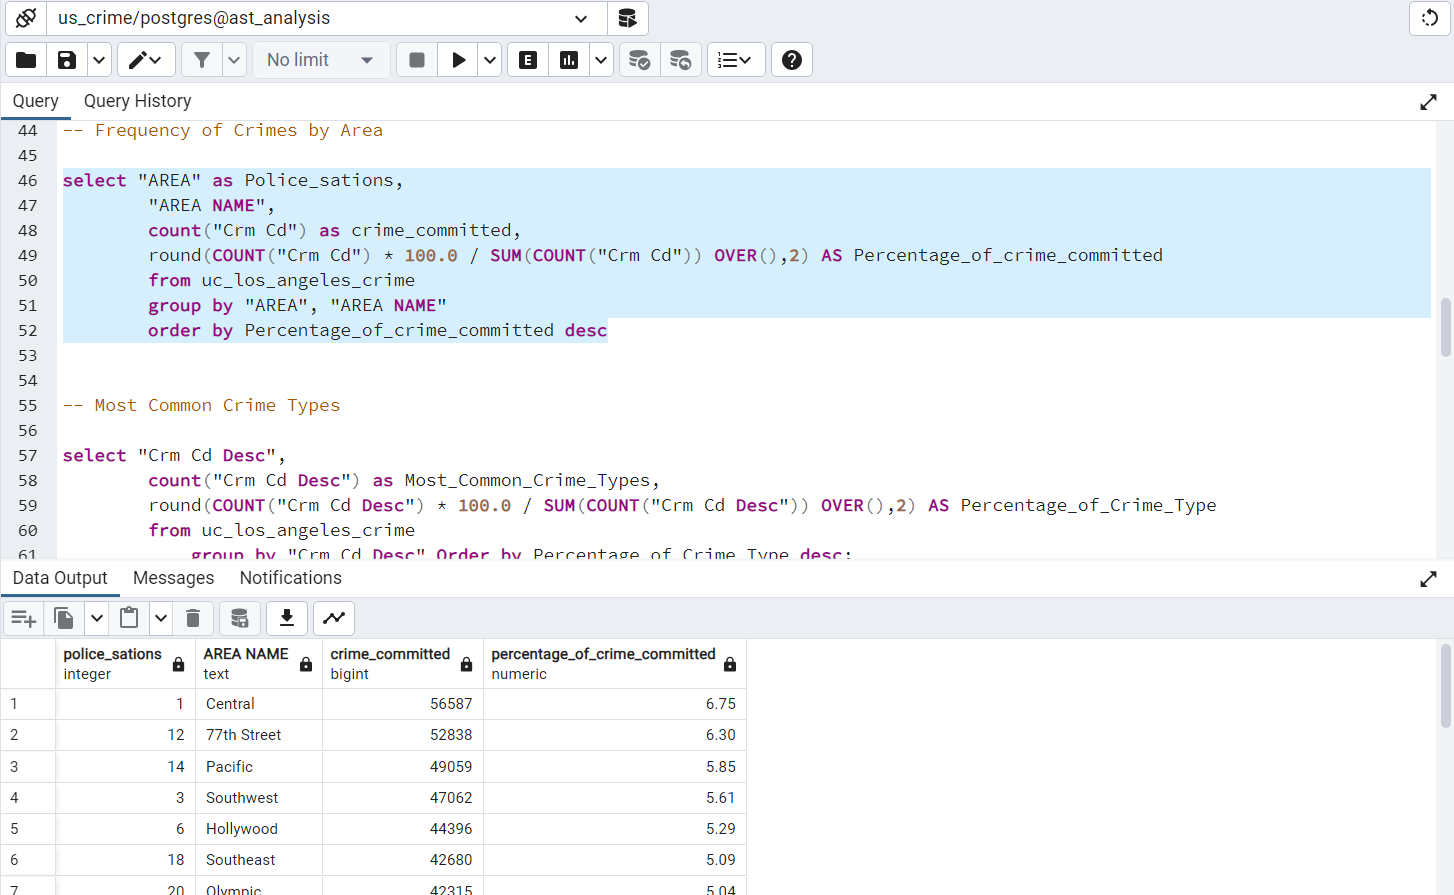 us_crime/postgres@ast_analysis
No limit
E
Query Query History
44 -- Frequency of Crimes by Area
45
46 select "AREA" as Police_sations,
47 "AREA NAME",
48 count("Crm Cd") as crime_committed,
49 round(COUNT("Crm Cd") * 100.0 / SUM(COUNT("Crm Cd")) OVER(),2) AS Percentage_of_crime_committed
50 from uc_los_angeles_crime
51 group by "AREA", "AREA NAME"
52 order by Percentage_of_crime_committed desc
53
54
55 -- Most Common Crime Types
56
57 select "Crm Cd Desc",
58 count("Crm Cd Desc") as Most_Common_Crime_Types,
59 round(COUNT("Crm Cd Desc") * 100.0 / SUM(COUNT("Crm Cd Desc")) OVER(),2) AS Percentage_of_Crime_Type
60 from uc_los_angeles_crime
61 group by "Crm Cd Desc" Order by Percentage_of_Crime_Type desc;
Data Output Messages Notifications
police_sations AREA NAME crime_committed percentage_of_crime_committed
integer text bigint numeric
1 1 Central 56587 6.75
2 12 77th Street 52838 6.30
3 14 Pacific 49059 5.85
4 3 Southwest 47062 5.61
5 6 Hollywood 44396 5.29
6 18 Southeast 42680 5.09
7 20 Olympic 42315 5.04